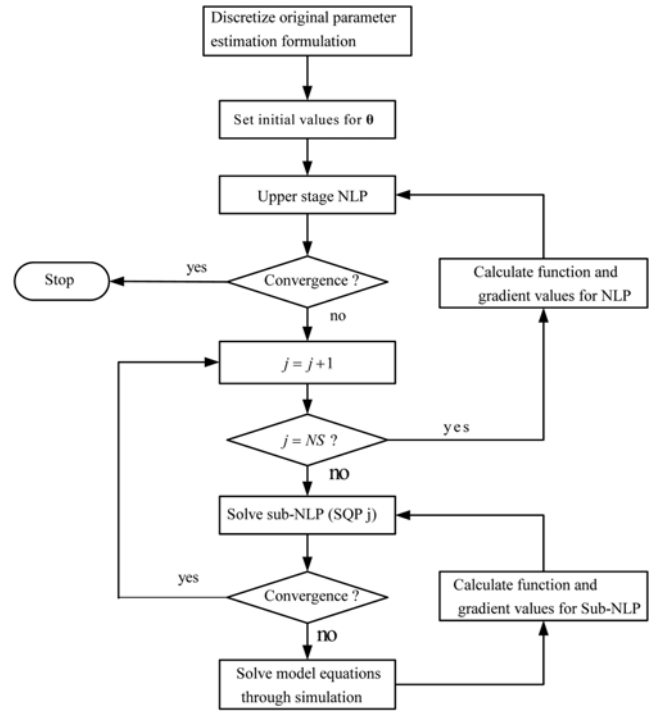 Discretize original parameter
estimation formulation
Set initial values for θ
Upper stage NLP
Convergence ?
yes
Stop
no
Calculate function and
gradient values for NLP
j = j+1
j = NS ?
yes
no
Solve sub-NLP (SQP j)
Convergence ?
yes
no
Calculate function and
gradient values for Sub-NLP
Solve model equations
through simulation